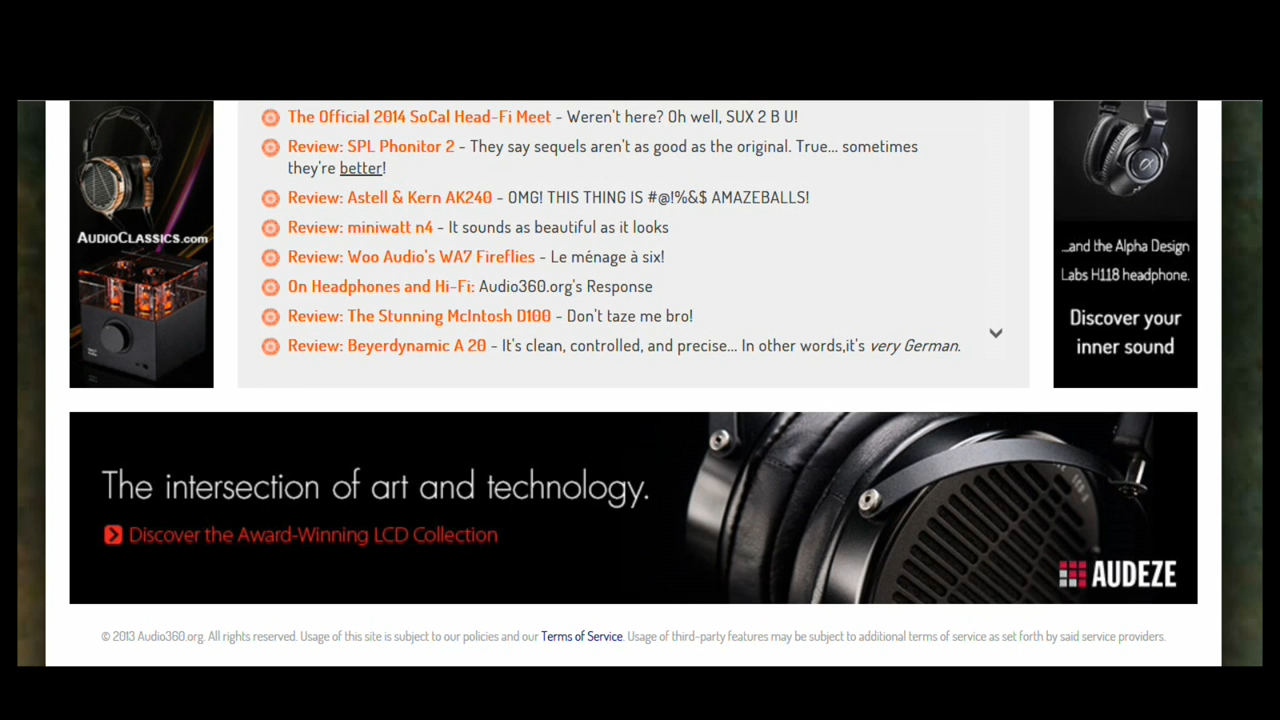 The Official 2014 SoCal Head-Fi Meet - Weren't here? Oh well, SUX 2 B U!
Review: SPL Phonitor 2 - They say sequels aren't as good as the original. True... sometimes
they're better!
Review: Astell & Kern AK240 - OMG! THIS THING IS #@!%&$ AMAZEBALLS!
Review: miniwatt n4 - It sounds as beautiful as it looks
Review: Woo Audio's WA7 Fireflies - Le ménage à six!
On Headphones and Hi-Fi: Audio360.org's Response
Review: The Stunning McIntosh D100 - Don't taze me bro!
Review: Beyerdynamic A 20 - It's clean, controlled, and precise... In other words,it's very German.
AUDIOCLASSICS.com
...and the Alpha Design
Labs H118 headphone.
Discover your
inner sound
The intersection of art and technology.
Discover the Award-Winning LCD Collection
AUDEZE
© 2013 Audio360.org. All rights reserved. Usage of this site is subject to our policies and our Terms of Service. Usage of third-party features may be subject to additional terms of service as set forth by said service providers.